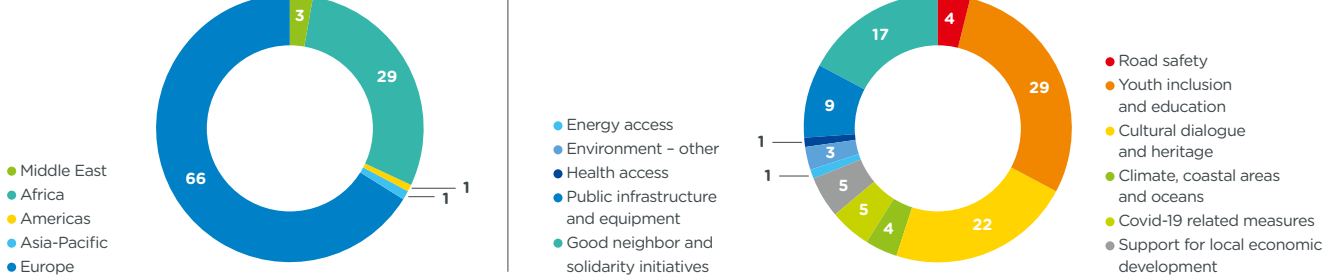 3
29
1
1
66
Middle East
Africa
Americas
Asia-Pacific
Europe
4
29
22
4
5
5
1
3
1
9
17
Energy access
Environment – other
Health access
Public infrastructure
and equipment
Good neighbor and
solidarity initiatives
Road safety
Youth inclusion
and education
Cultural dialogue
and heritage
Climate, coastal areas
and oceans
Covid-19 related measures
Support for local economic
development